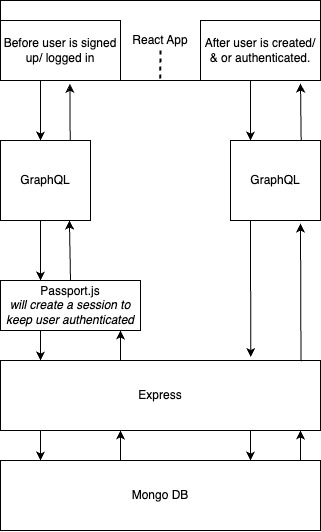 Before user is signed
up/ logged in
React App
After user is created/
& or authenticated.
GraphQL
GraphQL
Passport.js
will create a session to
keep user authenticated
Express
Mongo DB